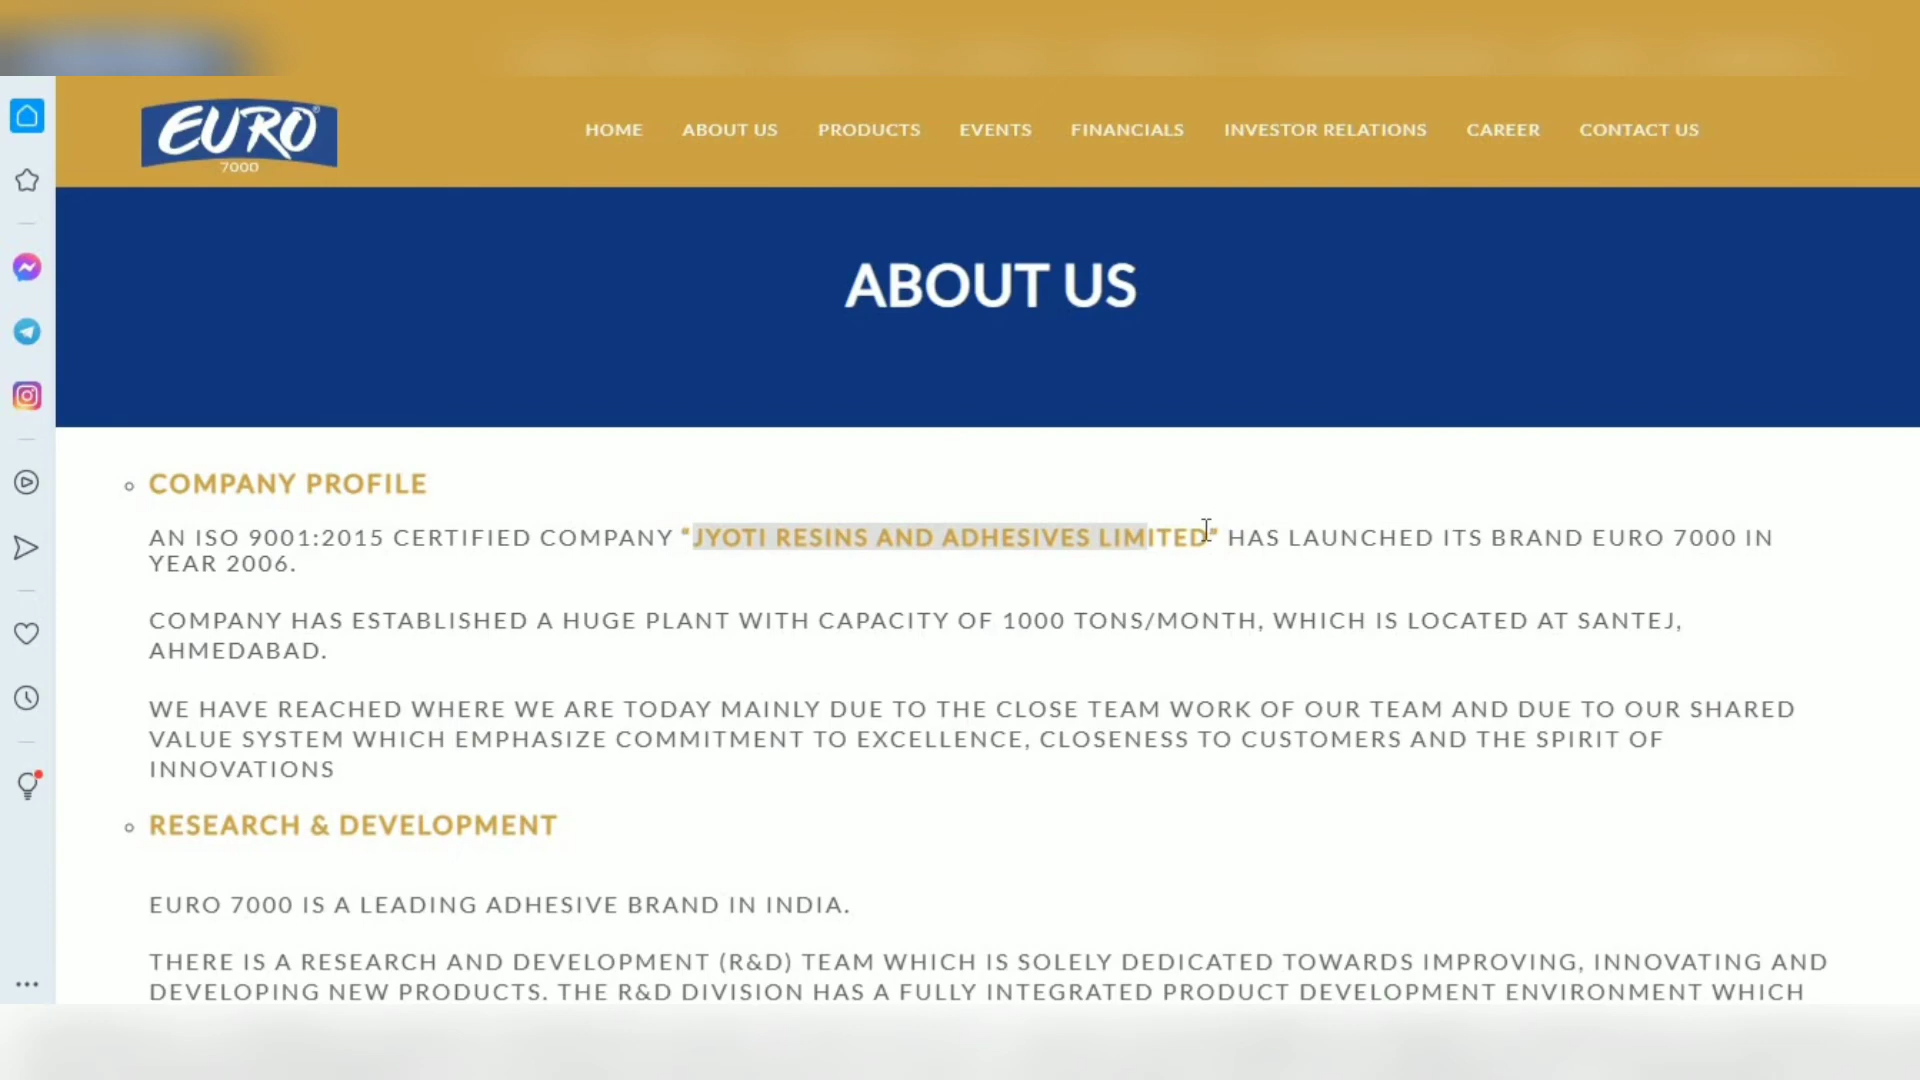 EURO®
7000
HOME ABOUT US PRODUCTS EVENTS FINANCIALS INVESTOR RELATIONS CAREER CONTACT US
ABOUT US
COMPANY PROFILE
AN ISO 9001:2015 CERTIFIED COMPANY "JYOTI RESINS AND ADHESIVES LIMITED" HAS LAUNCHED ITS BRAND EURO 7000 IN
YEAR 2006.
COMPANY HAS ESTABLISHED A HUGE PLANT WITH CAPACITY OF 1000 TONS/MONTH, WHICH IS LOCATED AT SANTEJ,
AHMEDABAD.
WE HAVE REACHED WHERE WE ARE TODAY MAINLY DUE TO THE CLOSE TEAM WORK OF OUR TEAM AND DUE TO OUR SHARED
VALUE SYSTEM WHICH EMPHASIZE COMMITMENT TO EXCELLENCE, CLOSENESS TO CUSTOMERS AND THE SPIRIT OF
INNOVATIONS
RESEARCH & DEVELOPMENT
EURO 7000 IS A LEADING ADHESIVE BRAND IN INDIA.
THERE IS A RESEARCH AND DEVELOPMENT (R&D) TEAM WHICH IS SOLELY DEDICATED TOWARDS IMPROVING, INNOVATING AND
DEVELOPING NEW PRODUCTS. THE R&D DIVISION HAS A FULLY INTEGRATED PRODUCT DEVELOPMENT ENVIRONMENT WHICH